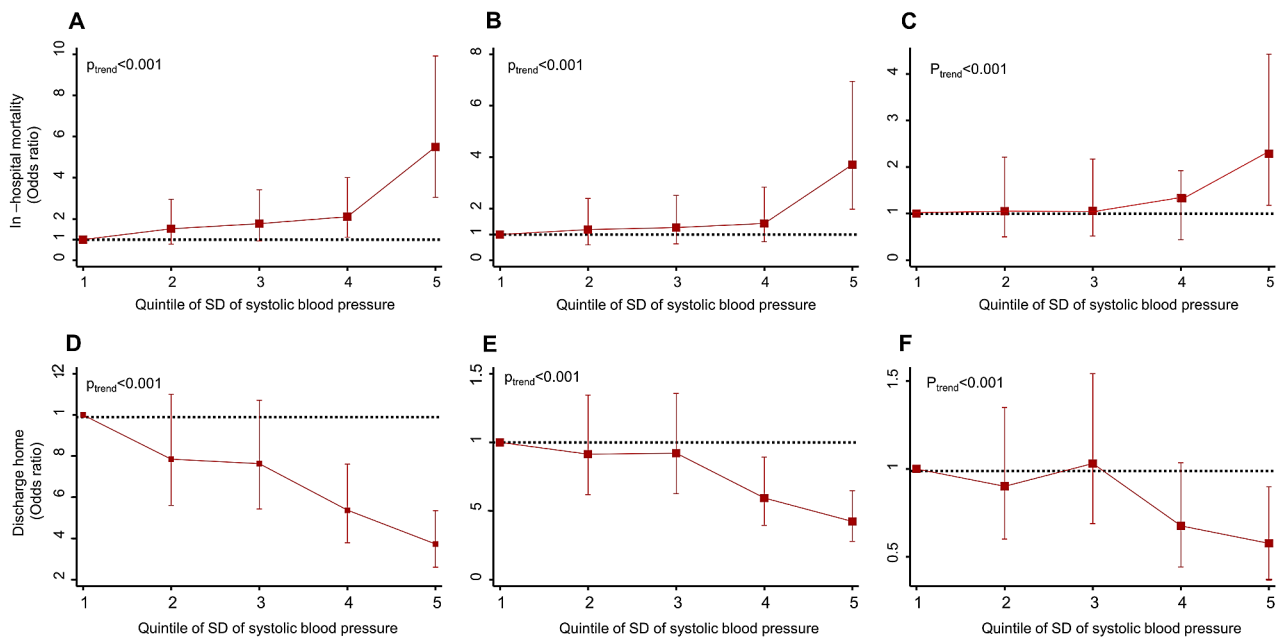 A
B
C
In –hospital mortality
(Odds ratio)
10
8
6
4
2
1
0
ptrend<0.001
1 2 3 4 5
Quintile of SD of systolic blood pressure
8
6
4
2
1
0
ptrend<0.001
1 2 3 4 5
Quintile of SD of systolic blood pressure
4
3
2
1
0
Ptrend<0.001
1 2 3 4 5
Quintile of SD of systolic blood pressure
D
E
F
Discharge home
(Odds ratio)
12
1
8
6
4
2
ptrend<0.001
1 2 3 4 5
Quintile of SD of systolic blood pressure
1.5
1
5
0
ptrend<0.001
1 2 3 4 5
Quintile of SD of systolic blood pressure
1.5
1
0.5
Ptrend<0.001
1 2 3 4 5
Quintile of SD of systolic blood pressure